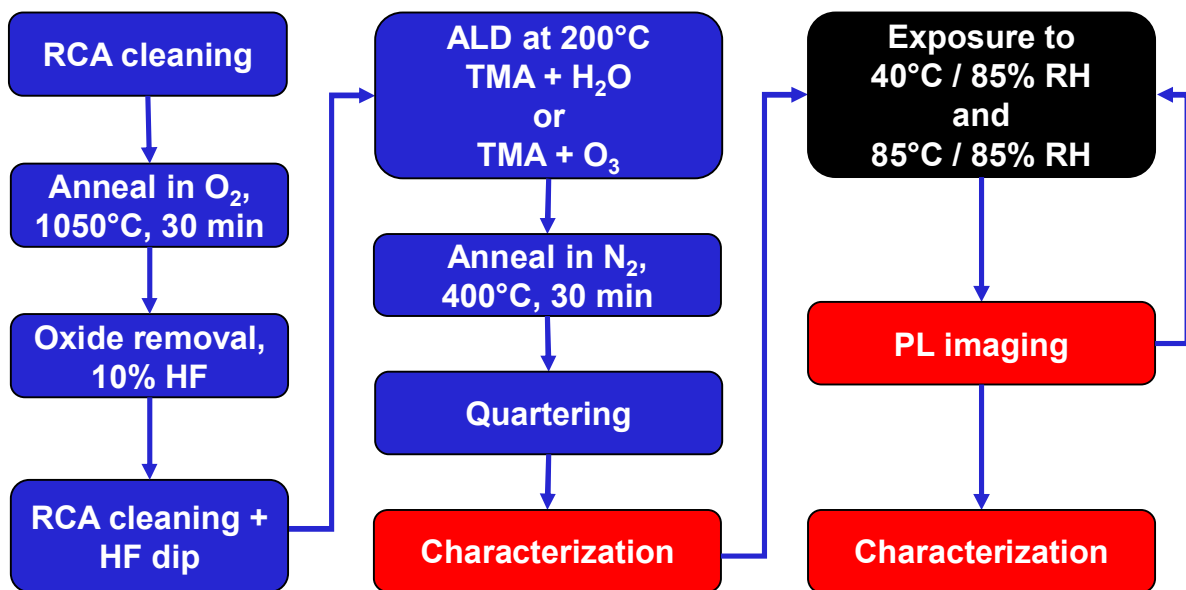 RCA cleaning
Anneal in O₂,
1050°C, 30 min
Oxide removal,
10% HF
RCA cleaning +
HF dip
ALD at 200°C
TMA + H₂O
or
TMA + O₃
Anneal in N₂,
400°C, 30 min
Quartering
Characterization
Exposure to
40°C / 85% RH
and
85°C / 85% RH
PL imaging
Characterization